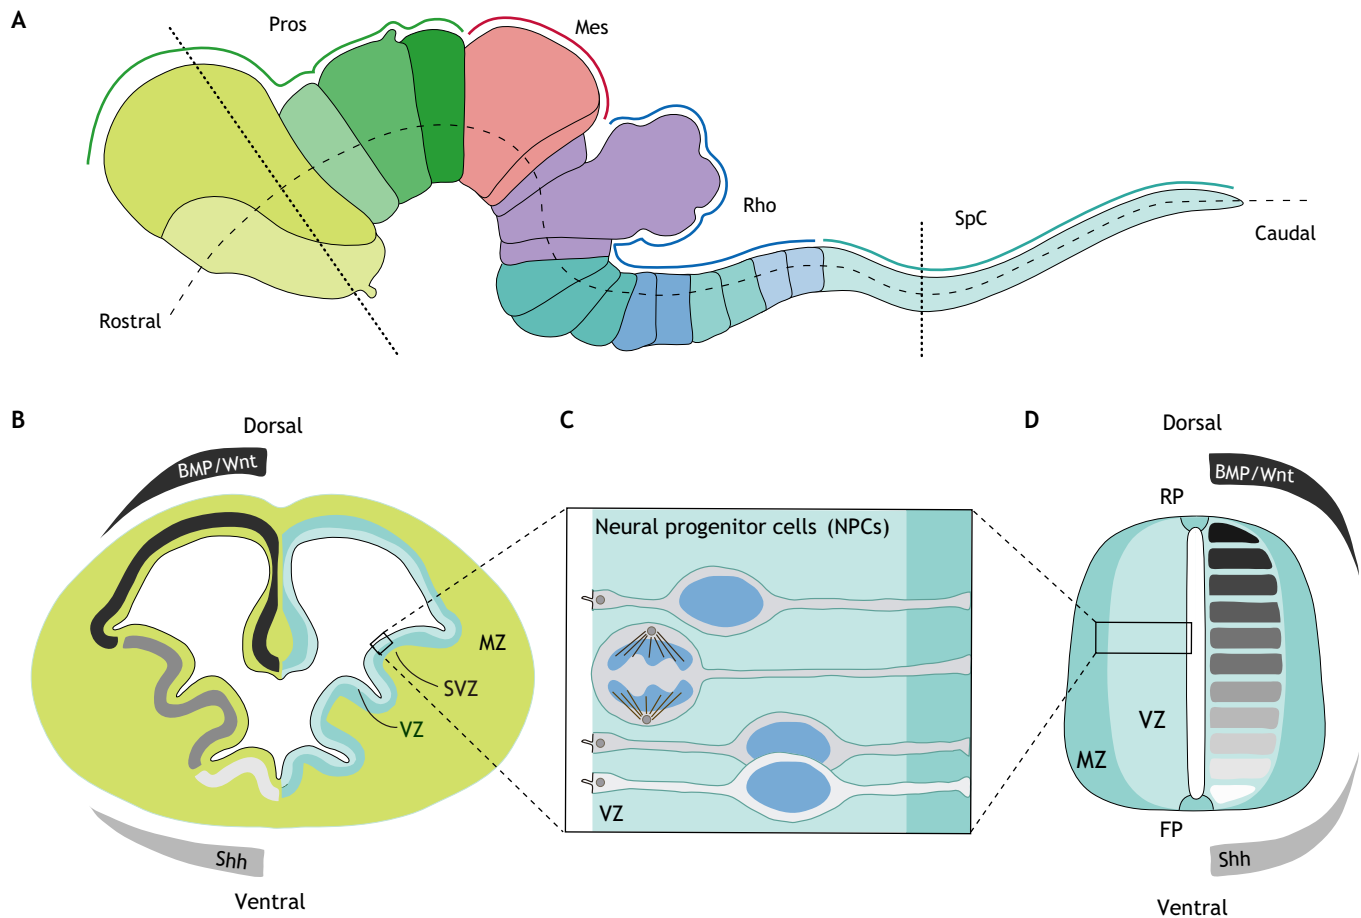 A
Pros
Mes
Rho
SpC
Caudal
Rostral
B
Dorsal
BMP/Wnt
MZ
SVZ
VZ
Shh
Ventral
C
Neural progenitor cells (NPCs)
VZ
D
Dorsal
BMP/Wnt
RP
VZ
MZ
FP
Shh
Ventral